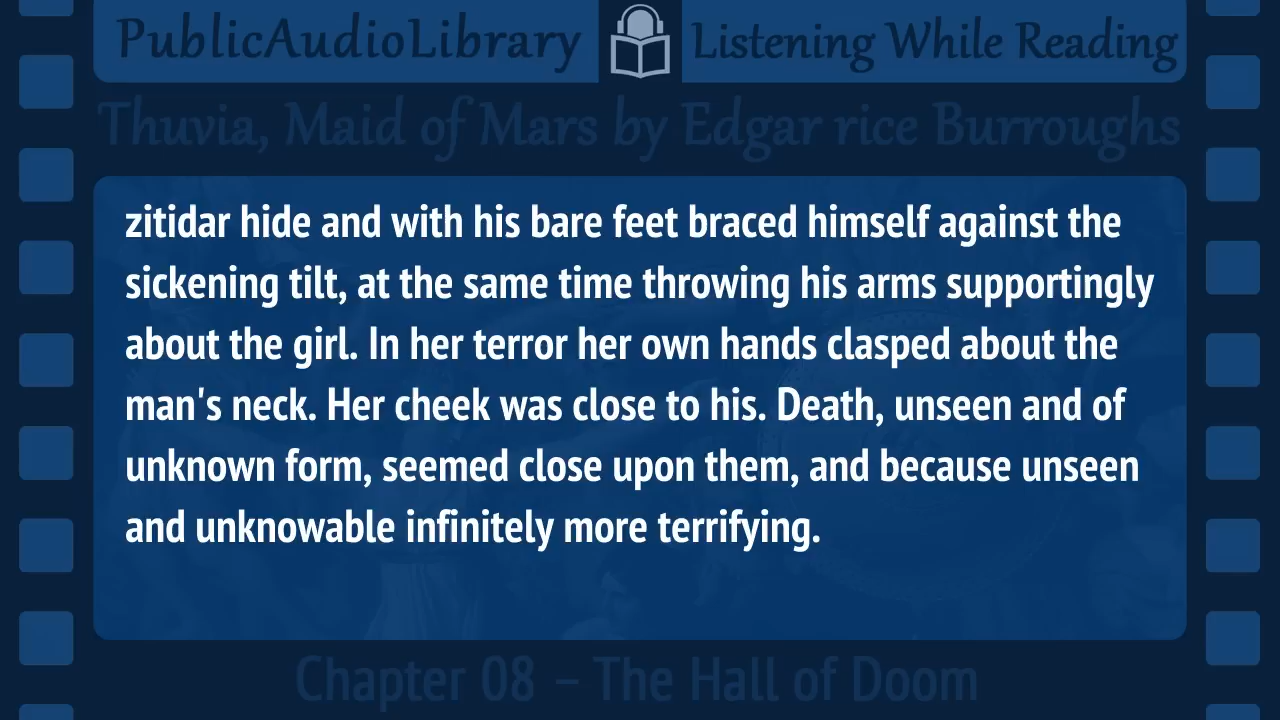 PublicAudioLibrary Listening While Reading
Thuvia, Maid of Mars by Edgar rice Burroughs
zitidar hide and with his bare feet braced himself against the
sickening tilt, at the same time throwing his arms supportingly
about the girl. In her terror her own hands clasped about the
man's neck. Her cheek was close to his. Death, unseen and of
unknown form, seemed close upon them, and because unseen
and unknowable infinitely more terrifying.
Chapter 08 – The Hall of Doom